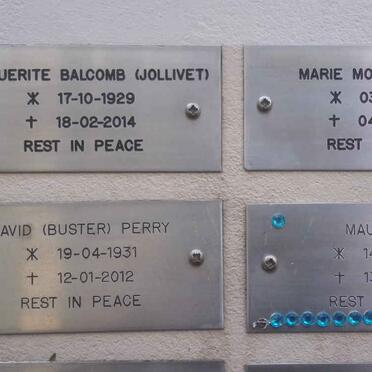 UERITE BALCOMB (JOLLIVET)
⚹ 17-10-1929
† 18-02-2014
REST IN PEACE
MARIE MO
⚹ 03
† 04
REST
AVID (BUSTER) PERRY
⚹ 19-04-1931
† 12-01-2012
REST IN PEACE
MAU
⚹ 14
† 13
REST